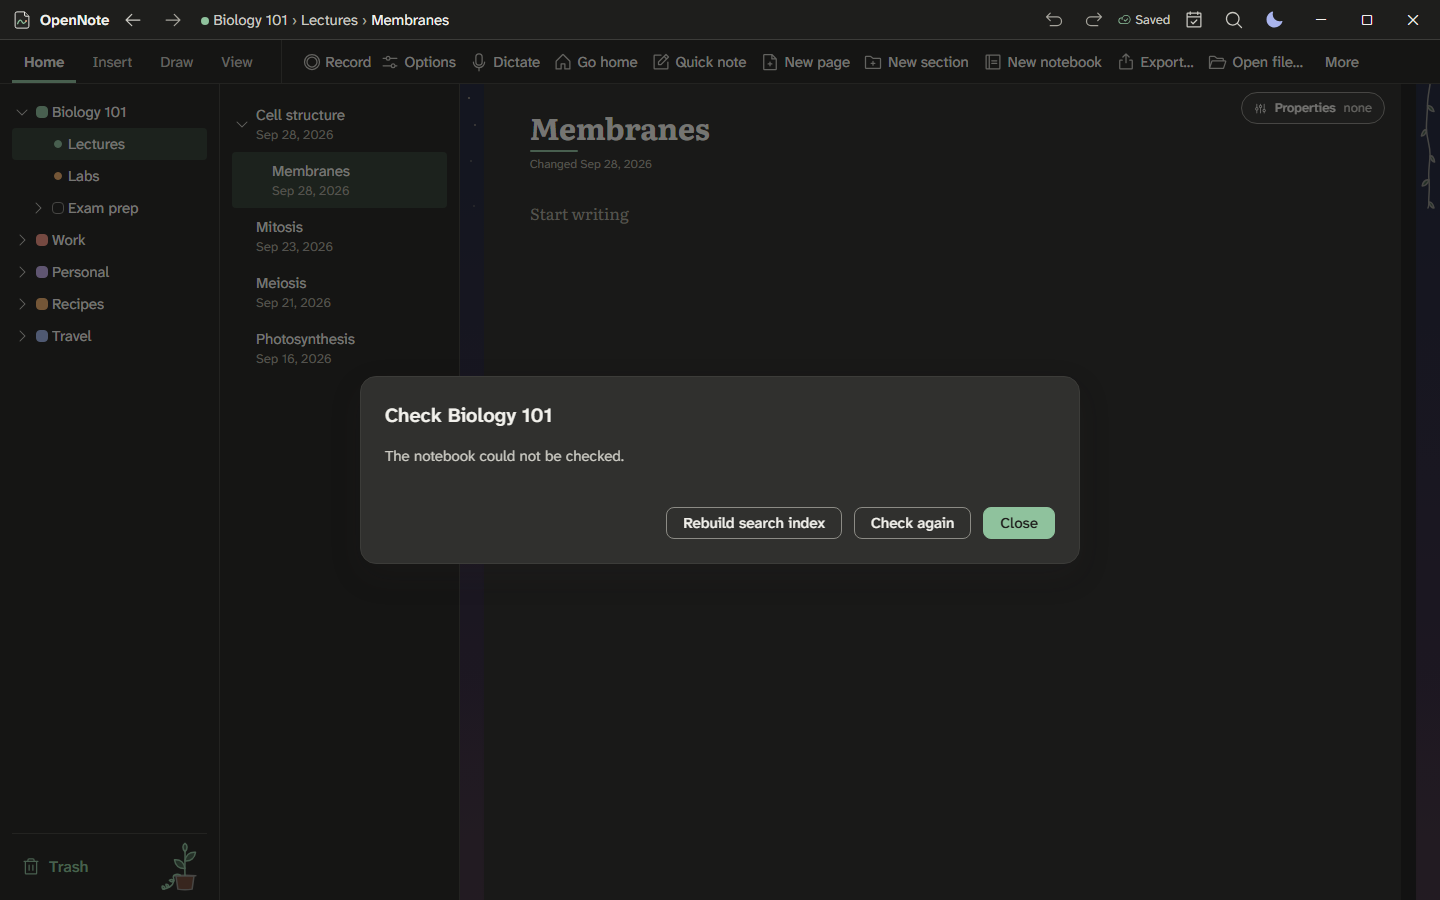 OpenNote
Biology 101 › Lectures › Membranes
Saved
Home
Insert
Draw
View
Record
Options
Dictate
Go home
Quick note
New page
New section
New notebook
Export...
Open file...
More
Biology 101
Lectures
Labs
Exam prep
Work
Personal
Recipes
Travel
Trash
Cell structure
Sep 28, 2026
Membranes
Sep 28, 2026
Mitosis
Sep 23, 2026
Meiosis
Sep 21, 2026
Photosynthesis
Sep 16, 2026
Properties none
Membranes
Changed Sep 28, 2026
Start writing
Check Biology 101
The notebook could not be checked.
Rebuild search index
Check again
Close